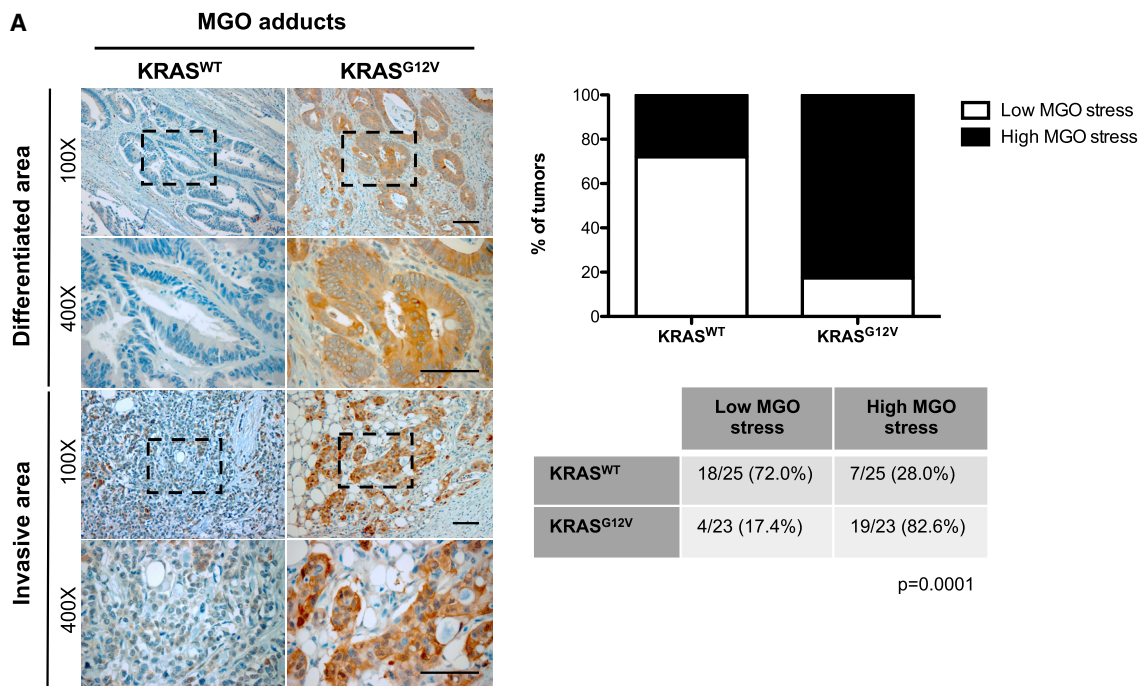 A
MGO adducts
KRASWT
KRASG12V
Differentiated area
100X
400X
Invasive area
100X
400X
100
80
60
40
20
0
% of tumors
KRASWT
KRASG12V
Low MGO stress
High MGO stress
Low MGO
stress
High MGO
stress
KRASWT
18/25 (72.0%)
7/25 (28.0%)
KRASG12V
4/23 (17.4%)
19/23 (82.6%)
p=0.0001